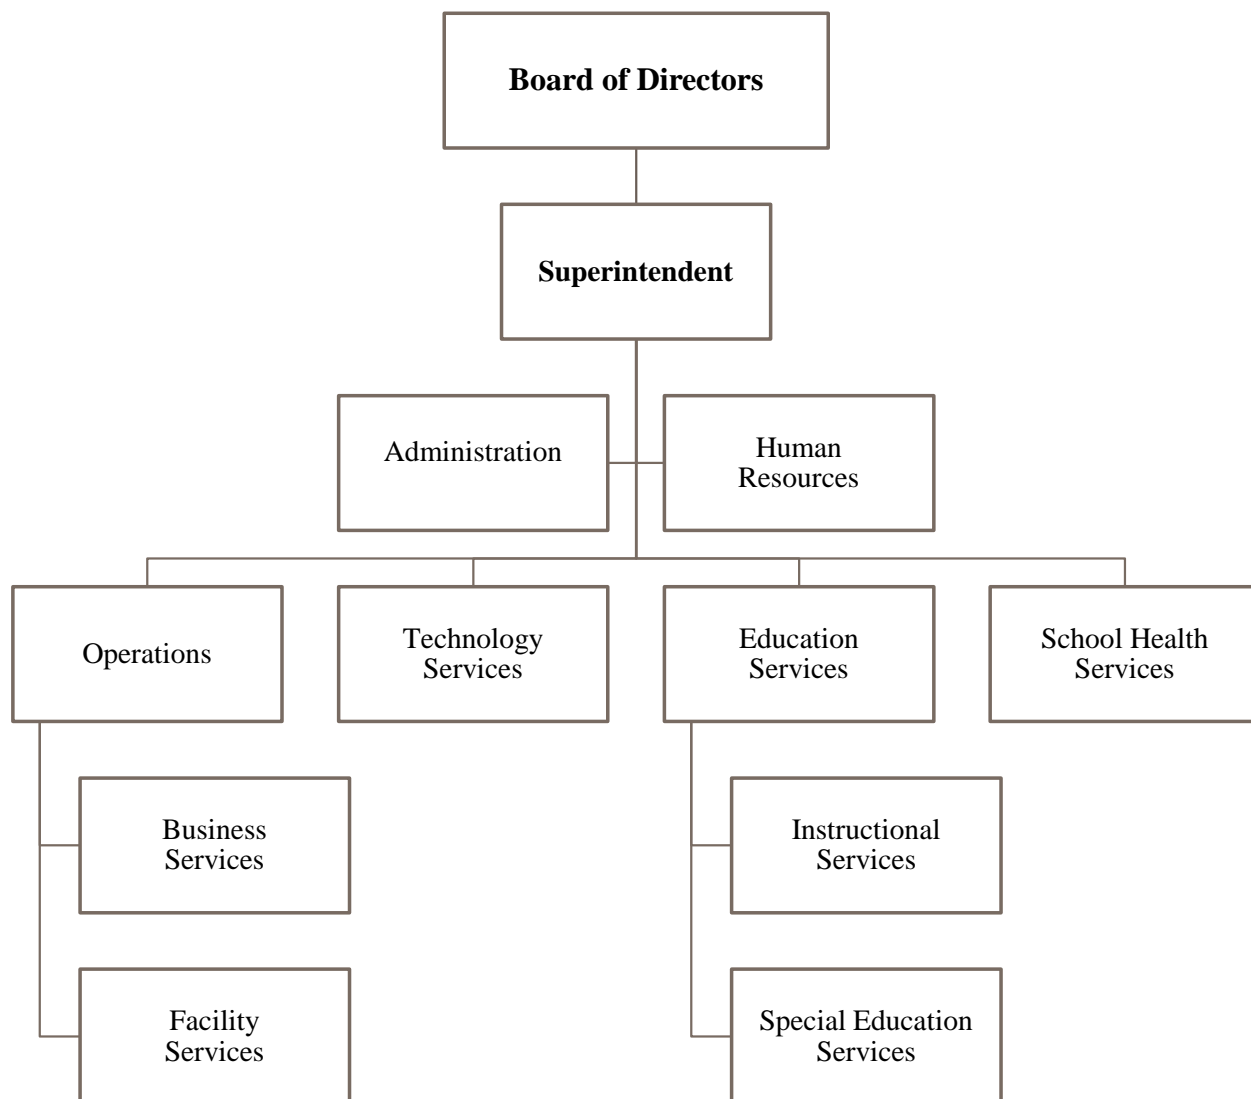 Board of Directors
Superintendent
Administration
Human
Resources
Operations
Technology
Services
Education
Services
School Health
Services
Business
Services
Instructional
Services
Facility
Services
Special Education
Services